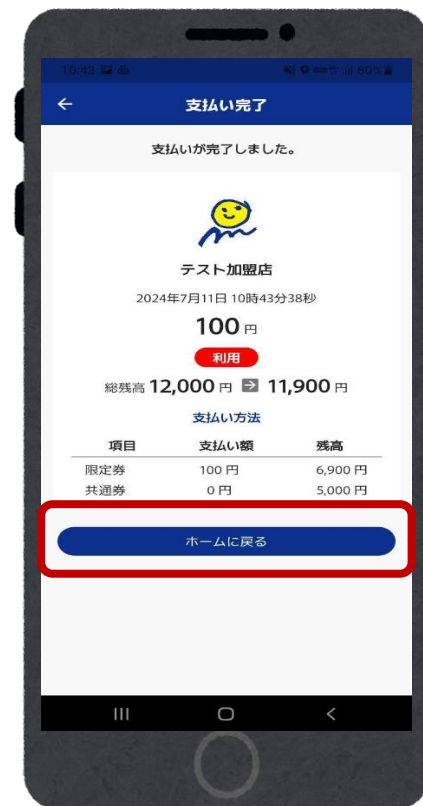 10:43 60%
支払い完了
支払いが完了しました。
テスト加盟店
2024年7月11日 10時43分38秒
100 円
利用
総残高 12,000 円 → 11,900 円
支払い方法
項目 支払い額 残高
限定券 100 円 6,900 円
共通券 0 円 5,000 円
ホームに戻る